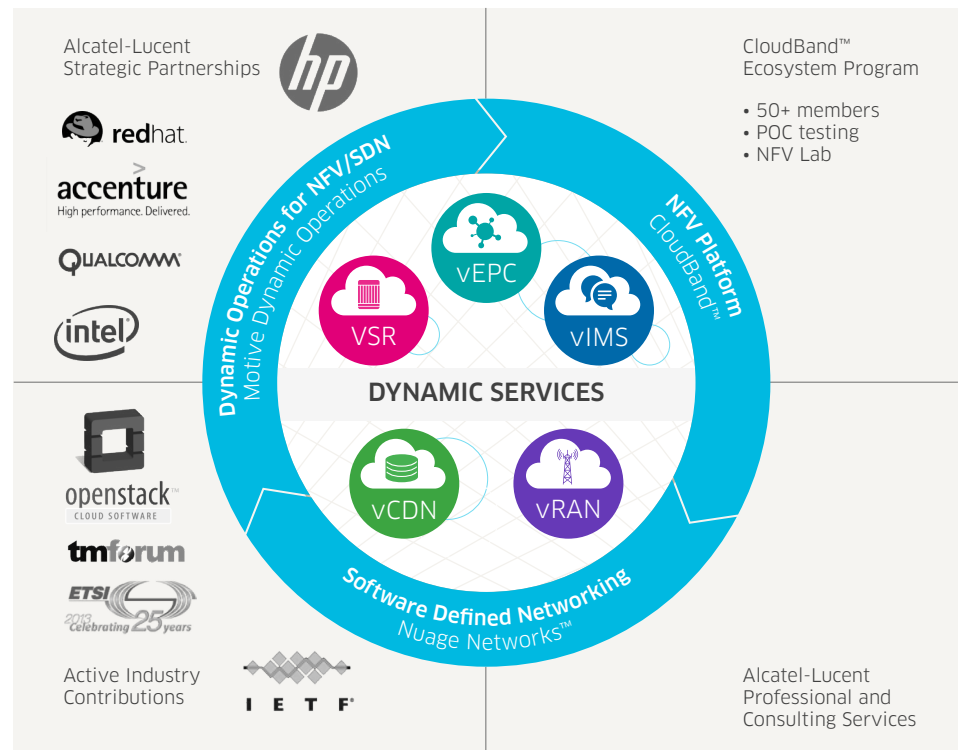 Alcatel-Lucent
Strategic Partnerships
hp
redhat.
accenture
High performance. Delivered.
QUALCOMM®
intel®
CloudBand™
Ecosystem Program
• 50+ members
• POC testing
• NFV Lab
Dynamic Operations for NFV/SDN
Motive Dynamic Operations
NFV Platform
CloudBand™
vEPC
VSR
vIMS
DYNAMIC SERVICES
vCDN
vRAN
Software Defined Networking
Nuage Networks™
openstack™
CLOUD SOFTWARE
tmforum
ETSI
2013
Celebrating 25 years
Active Industry
Contributions
IETF®
Alcatel-Lucent
Professional and
Consulting Services